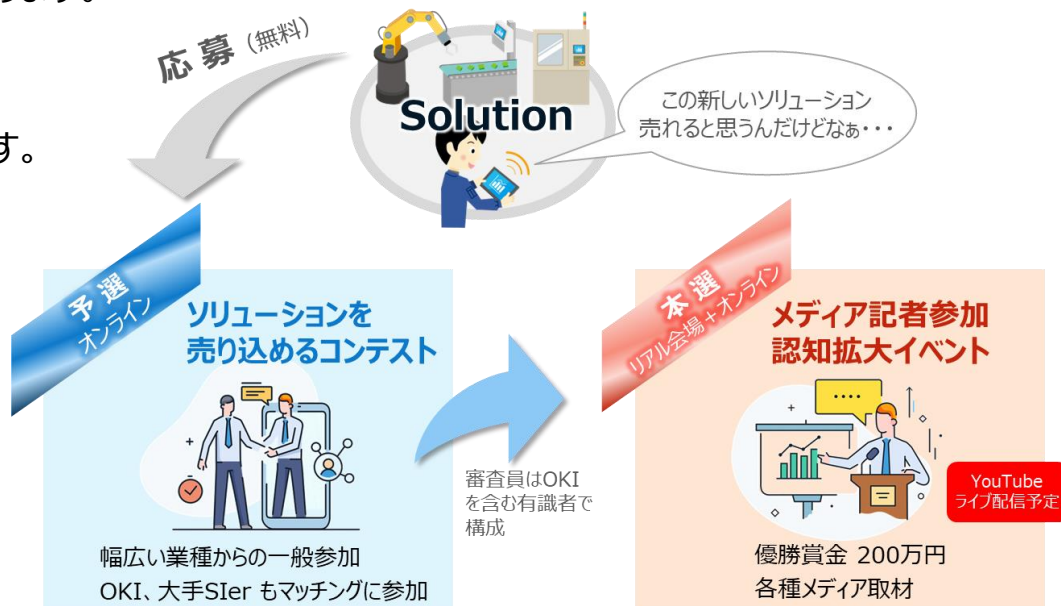 ります。
す。
応募(無料)
Solution
この新しいソリューション
売れると思うんだけどなぁ・・・
予選
オンライン
ソリューションを
売り込めるコンテスト
幅広い業種からの一般参加
OKI、大手SIer もマッチングに参加
審査員はOKI
を含む有識者で
構成
本選
リアル会場+オンライン
メディア記者参加
認知拡大イベント
YouTube
ライブ配信予定
優勝賞金 200万円
各種メディア取材